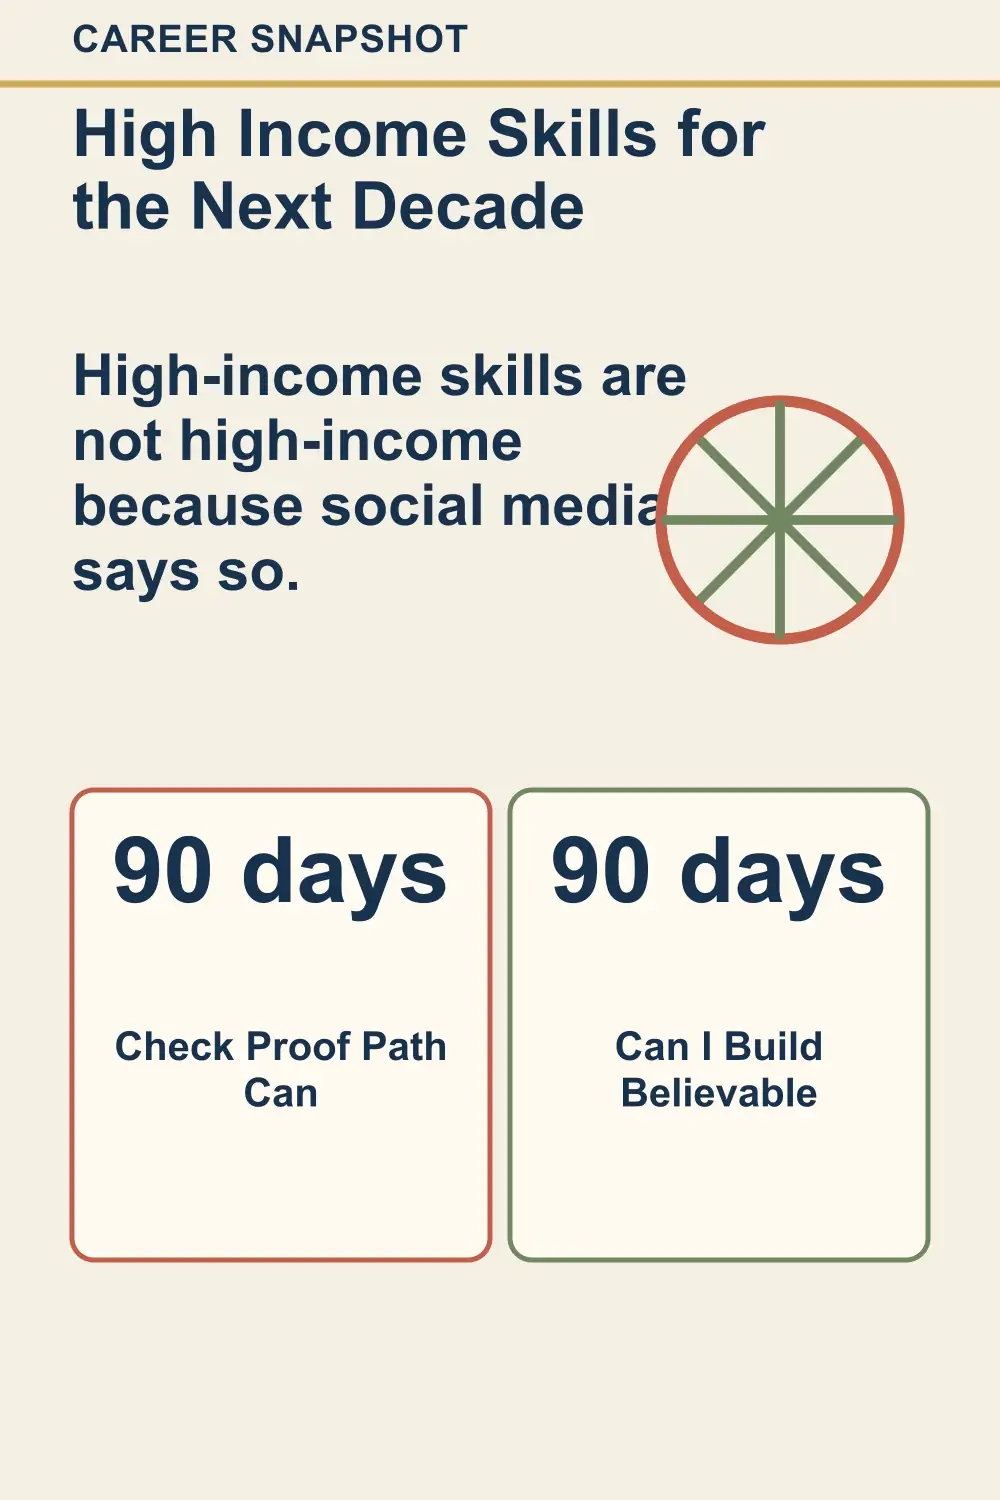 CAREER SNAPSHOT
High Income Skills for
the Next Decade
High-income skills are
not high-income
because social media
says so.
90 days
Check Proof Path
Can
90 days
Can I Build
Believable